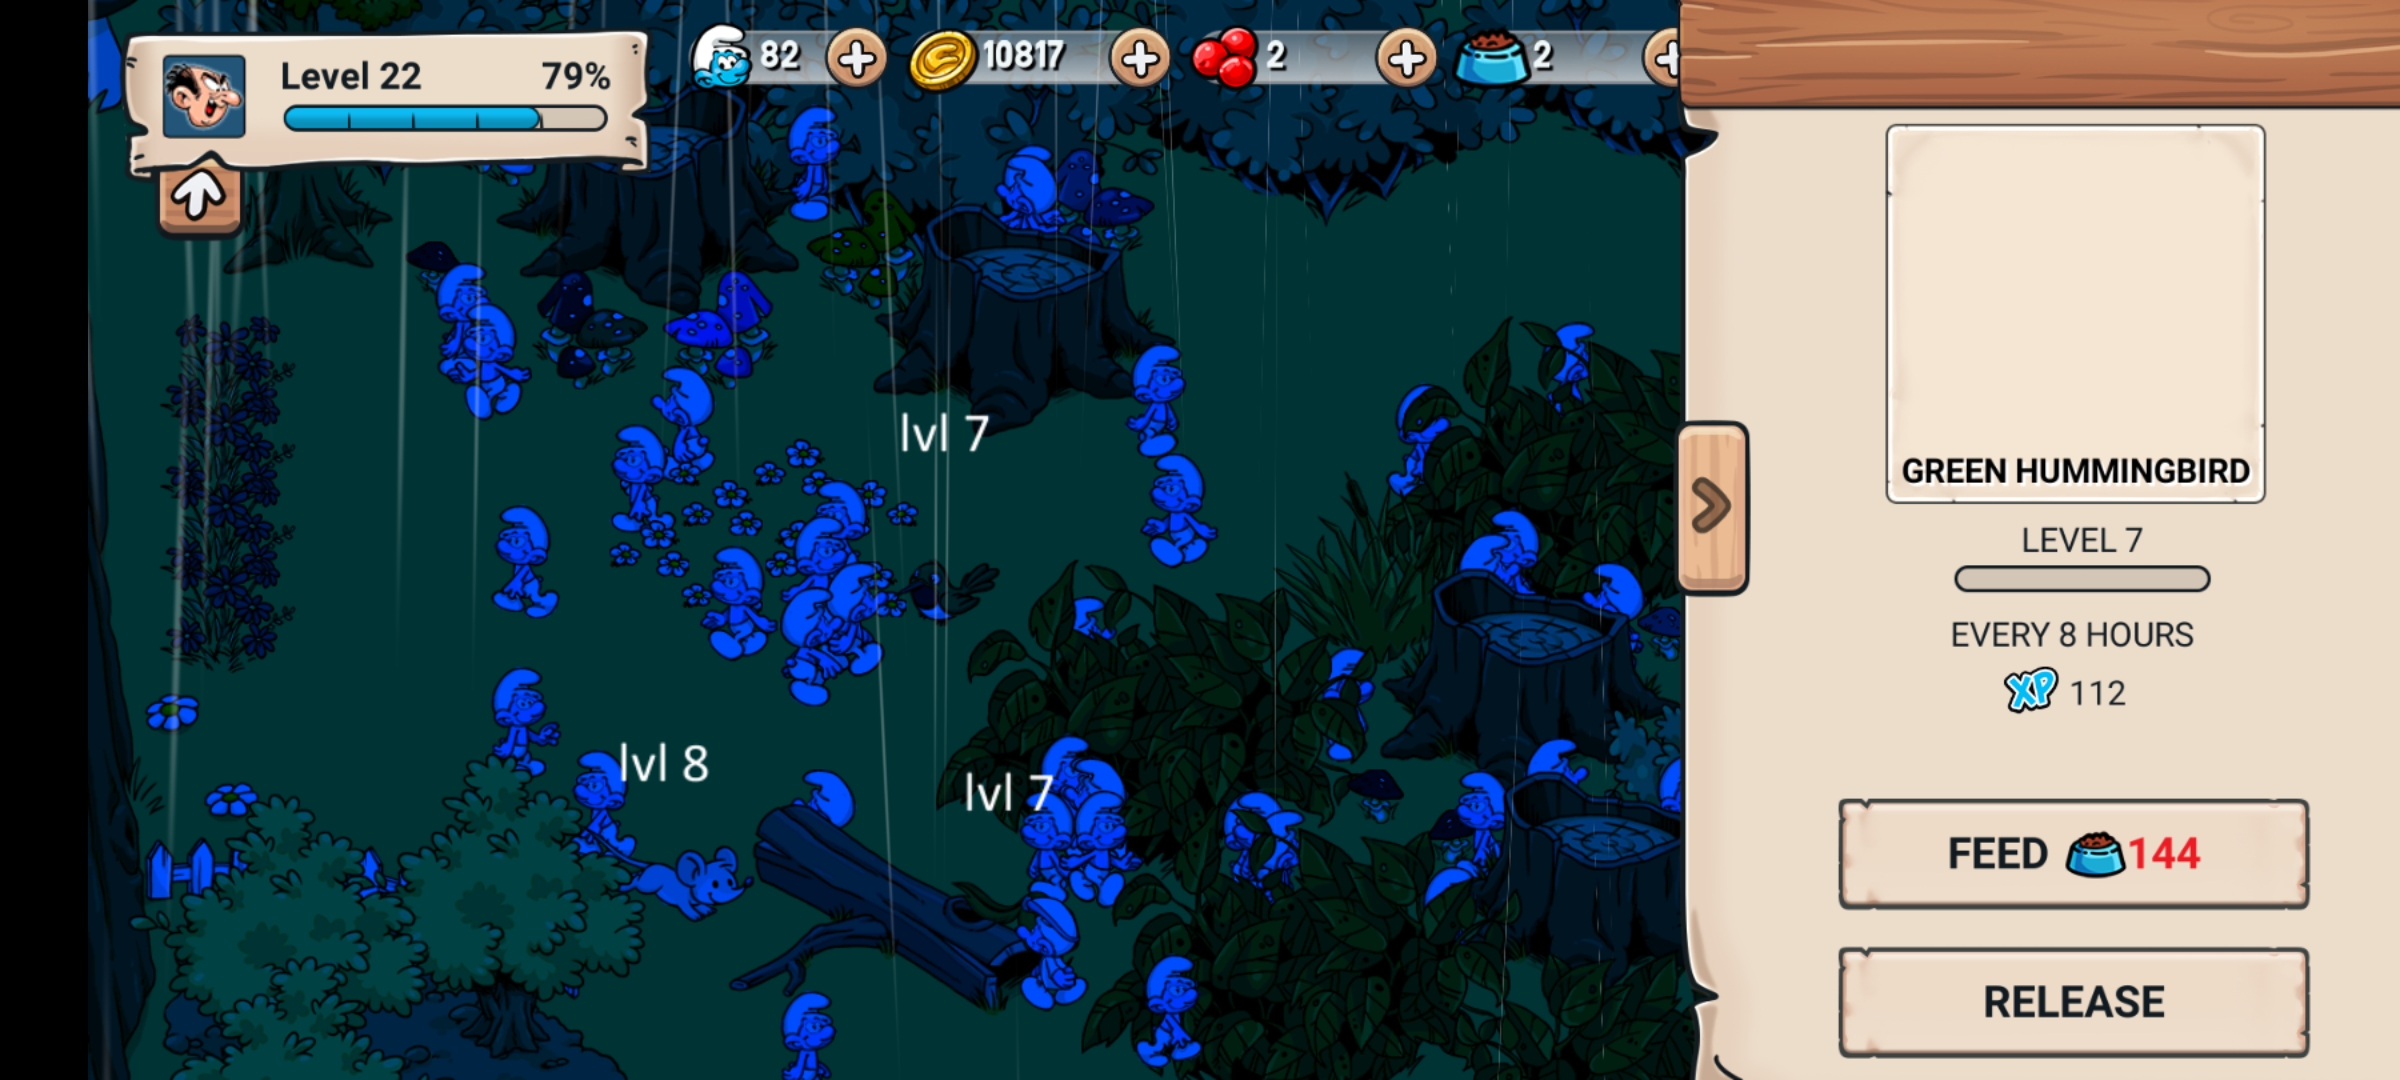 Level 22 79%
82
10817
2
2
GREEN HUMMINGBIRD
LEVEL 7
EVERY 8 HOURS
XP 112
FEED 144
RELEASE
lvl 7
lvl 8
lvl 7